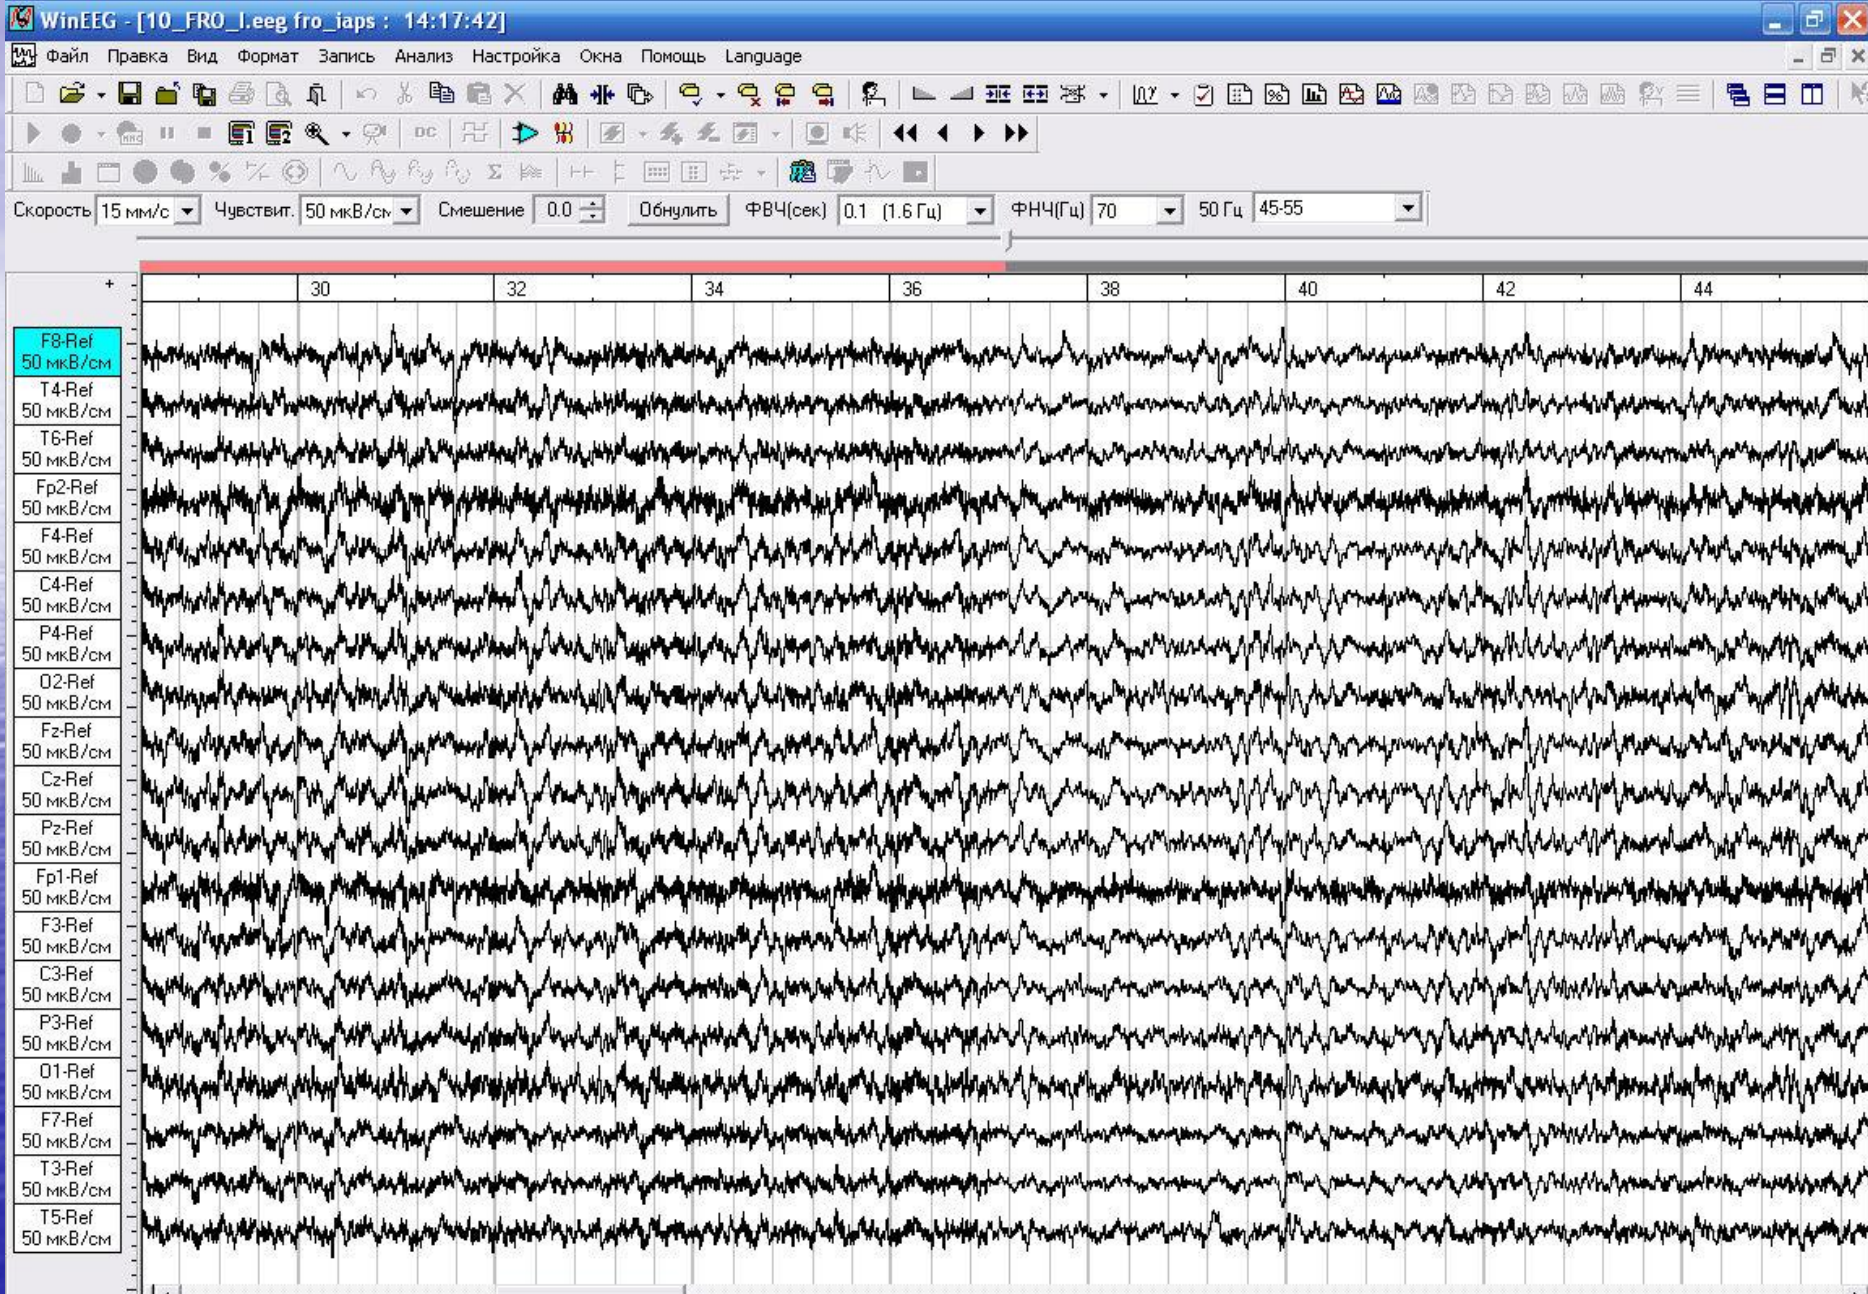 WinEEG - [10_FRO_I.eeg fro_iaps : 14:17:42]
Файл Правка Вид Формат Запись Анализ Настройка Окна Помощь Language
Скорость 15 мм/с Чувствит. 50 мкВ/см Смешение 0.0 Обнулить ФВЧ(сек) 0.1 (1.6 Гц) ФНЧ(Гц) 70 50 Гц 45-55
+ 30 32 34 36 38 40 42 44
F8-Ref
50 мкВ/см
T4-Ref
50 мкВ/см
T6-Ref
50 мкВ/см
Fp2-Ref
50 мкВ/см
F4-Ref
50 мкВ/см
C4-Ref
50 мкВ/см
P4-Ref
50 мкВ/см
O2-Ref
50 мкВ/см
Fz-Ref
50 мкВ/см
Cz-Ref
50 мкВ/см
Pz-Ref
50 мкВ/см
Fp1-Ref
50 мкВ/см
F3-Ref
50 мкВ/см
C3-Ref
50 мкВ/см
P3-Ref
50 мкВ/см
O1-Ref
50 мкВ/см
F7-Ref
50 мкВ/см
T3-Ref
50 мкВ/см
T5-Ref
50 мкВ/см